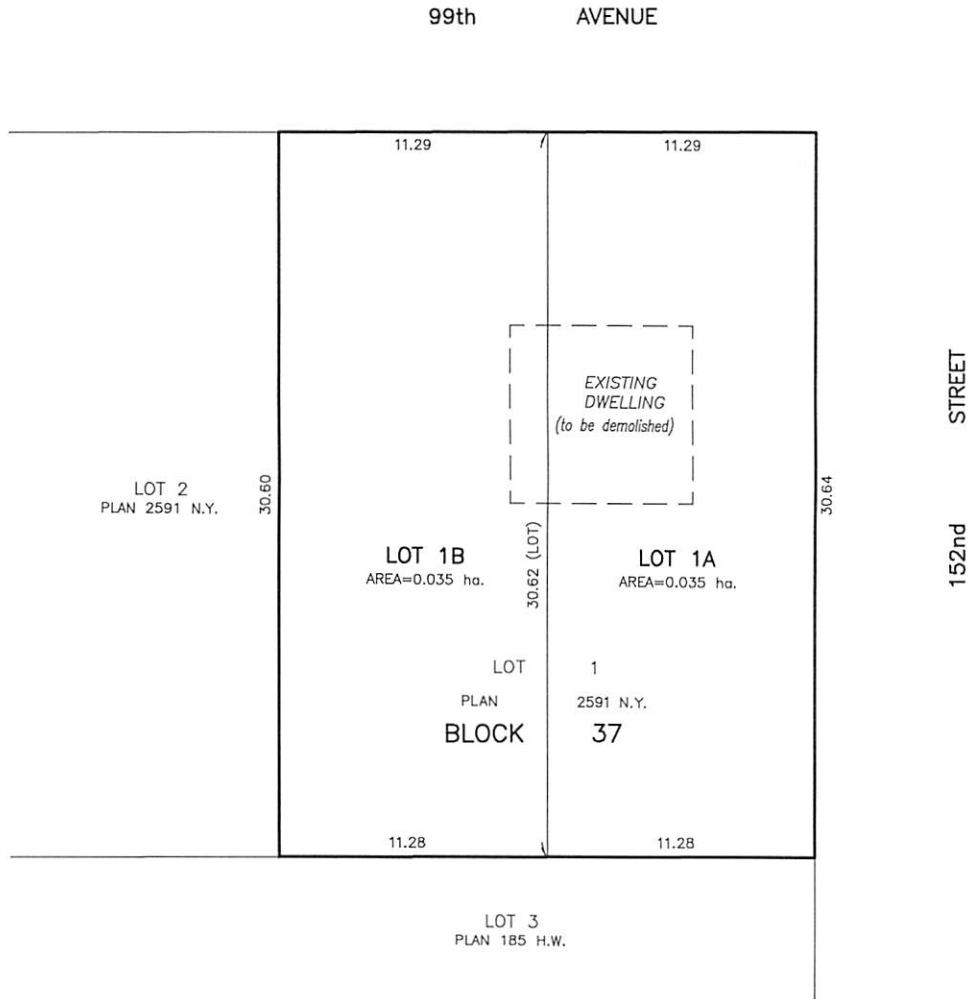 99th AVENUE
11.29 11.29
EXISTING
DWELLING
(to be demolished)
152nd STREET
LOT 2
PLAN 2591 N.Y.
30.60
30.64
30.62 (LOT)
LOT 1B
AREA=0.035 ha.
LOT 1A
AREA=0.035 ha.
LOT 1
PLAN 2591 N.Y.
BLOCK 37
11.28 11.28
LOT 3
PLAN 185 H.W.